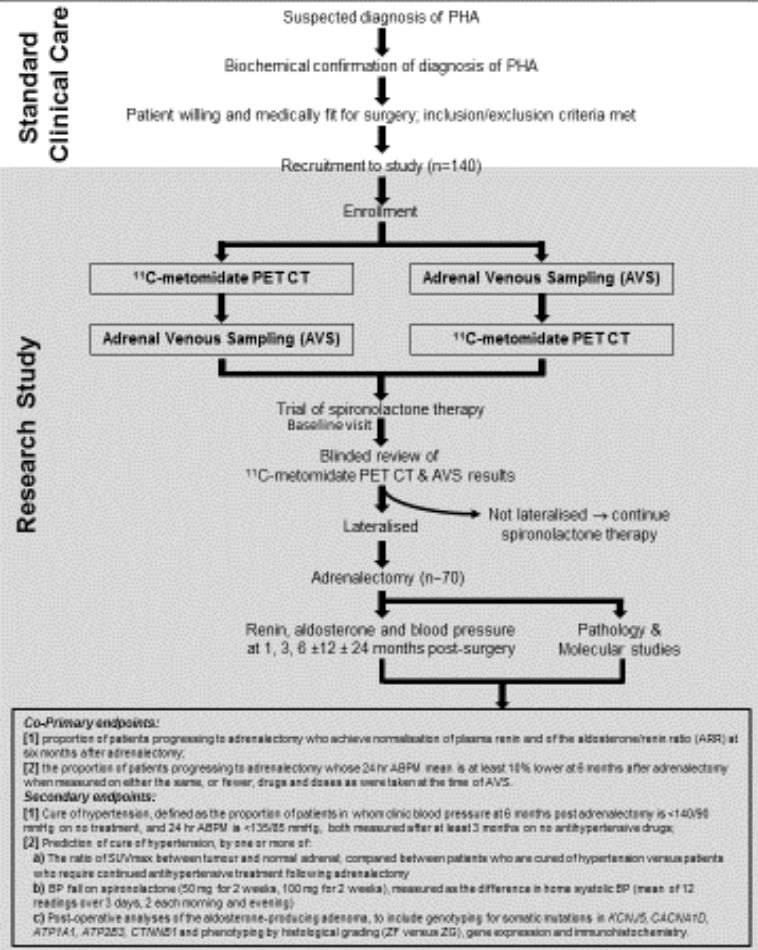 Standard
Clinical Care
Suspected diagnosis of PHA
Biochemical confirmation of diagnosis of PHA
Patient willing and medically fit for surgery; inclusion/exclusion criteria met
Recruitment to study (n=140)
Research Study
Enrollment
¹¹C-metomidate PET CT
Adrenal Venous Sampling (AVS)
Adrenal Venous Sampling (AVS)
¹¹C-metomidate PET CT
Trial of spironolactone therapy
Baseline visit
Blinded review of
¹¹C-metomidate PET CT & AVS results
Not lateralised → continue
spironolactone therapy
Lateralised
Adrenalectomy (n=70)
Renin, aldosterone and blood pressure
at 1, 3, 6 ±12 ± 24 months post-surgery
Pathology &
Molecular studies
Co-Primary endpoints:
[1] proportion of patients progressing to adrenalectomy who achieve normalisation of plasma renin and of the aldosterone/renin ratio (ARR) at
six months after adrenalectomy;
[2] the proportion of patients progressing to adrenalectomy whose 24 hr ABPM mean is at least 10% lower at 6 months after adrenalectomy
when measured on either the same, or fewer, drugs and doses as were taken at the time of AVS.
Secondary endpoints:
[1] Cure of hypertension, defined as the proportion of patients in whom clinic blood pressure at 6 months post adrenalectomy is <140/90
mmHg on no treatment, and 24 hr ABPM is <135/85 mmHg, both measured after at least 3 months on no antihypertensive drugs;
[2] Prediction of cure of hypertension, by one or more of:
a) The ratio of SUVmax between tumour and normal adrenal, compared between patients who are cured of hypertension versus patients
who require continued antihypertensive treatment following adrenalectomy
b) BP fall on spironolactone (50 mg for 2 weeks, 100 mg for 2 weeks), measured as the difference in home systolic BP (mean of 12
readings over 3 days, 2 each morning and evening)
c) Post-operative analyses of the aldosterone-producing adenoma, to include genotyping for somatic mutations in KCNJ5, CACNA1D,
ATP1A1, ATP2B3, CTNNB1 and phenotyping by histological grading (ZF versus ZG), gene expression and immunohistochemistry.